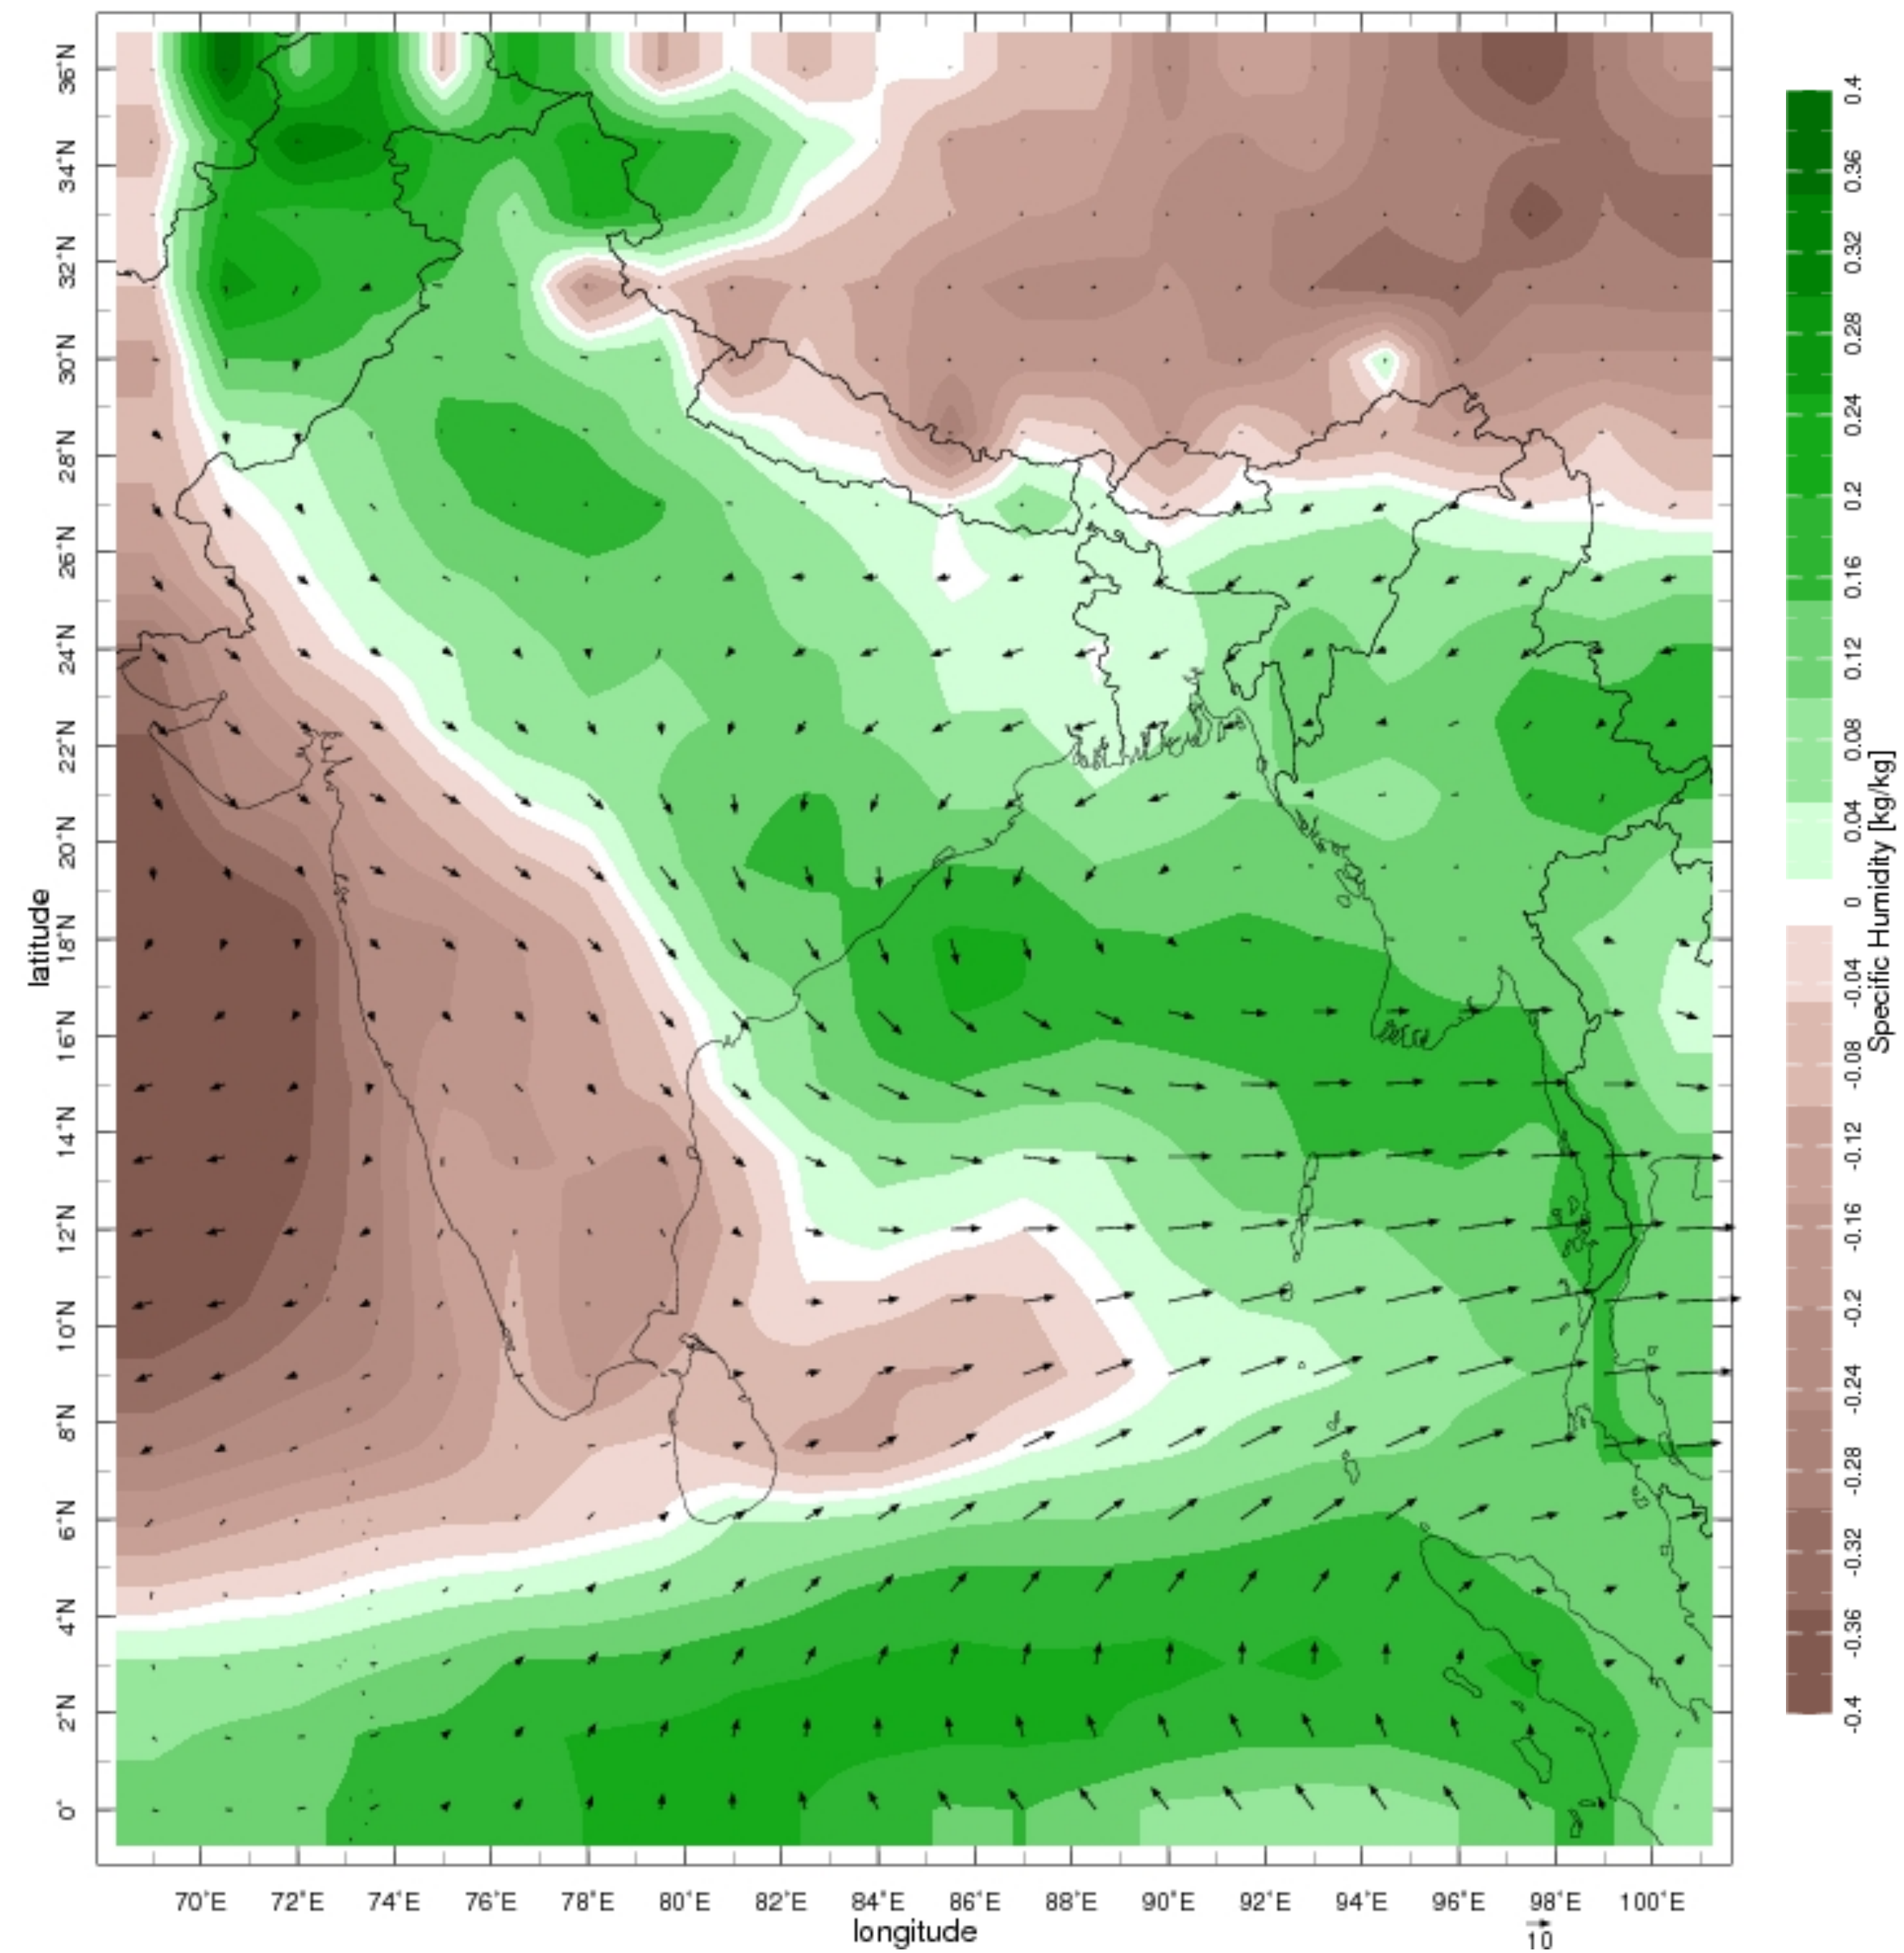 36°N
34°N
32°N
30°N
28°N
26°N
24°N
22°N
20°N
18°N
16°N
14°N
12°N
10°N
8°N
6°N
4°N
2°N
0°
latitude
70°E 72°E 74°E 76°E 78°E 80°E 82°E 84°E 86°E 88°E 90°E 92°E 94°E 96°E 98°E 100°E
longitude
10
0.4
0.36
0.32
0.28
0.24
0.2
0.16
0.12
0.08
0.04
0
-0.04
-0.08
-0.12
-0.16
-0.2
-0.24
-0.28
-0.32
-0.36
-0.4
Specific Humidity [kg/kg]